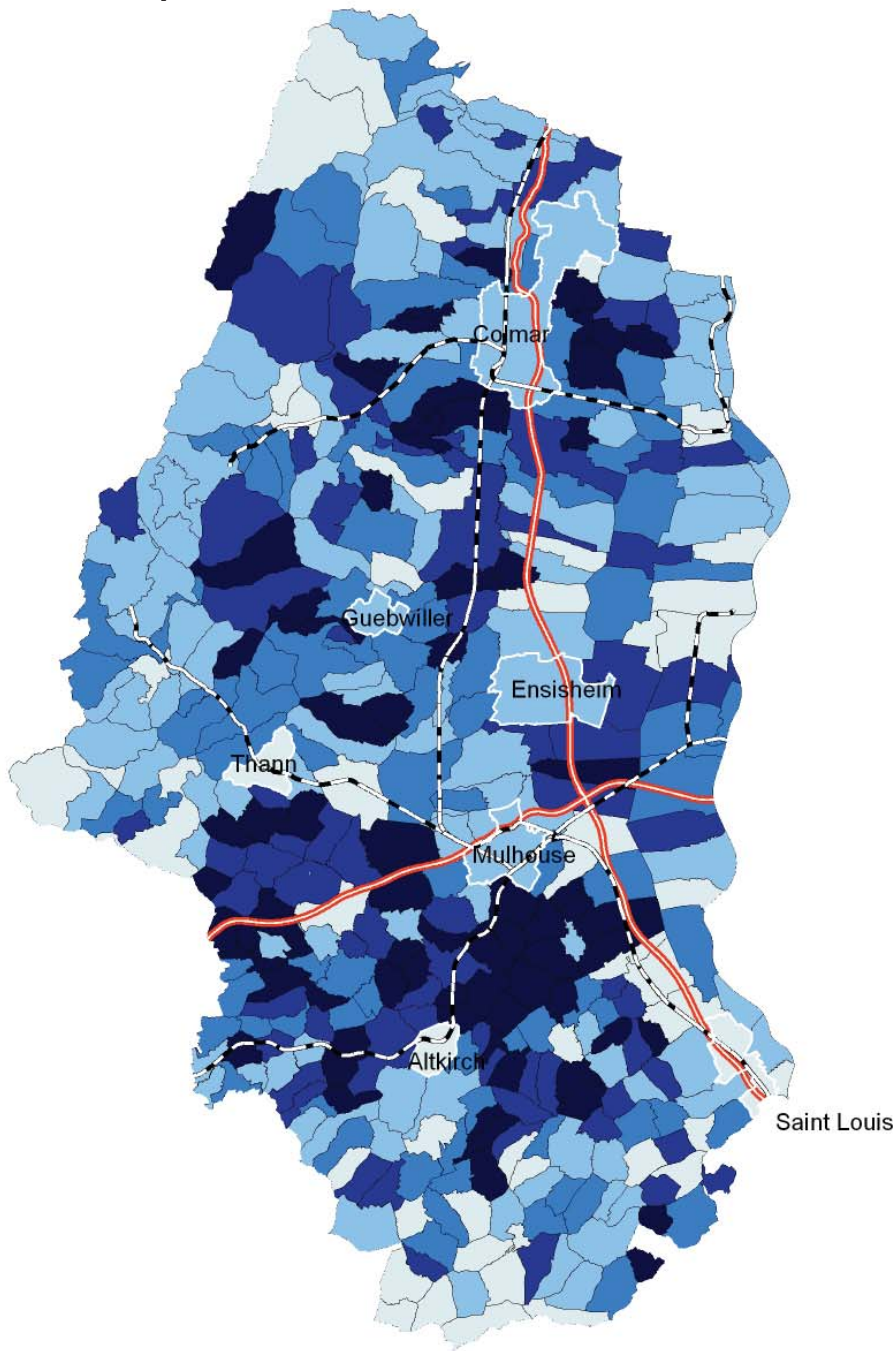 Colmar
Guebwiller
Ensisheim
Thann
Mulhouse
Altkirch
Saint Louis